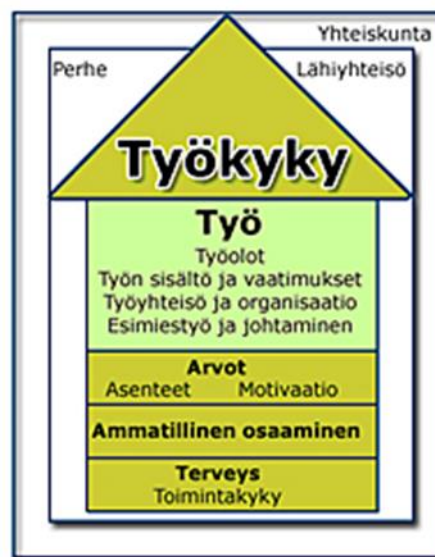 Yhteiskunta
Perhe Lähiyhteisö
Työkyky
Työ
Työolot
Työn sisältö ja vaatimukset
Työyhteisö ja organisaatio
Esimiestyö ja johtaminen
Arvot
Asenteet Motivaatio
Ammatillinen osaaminen
Terveys
Toimintakyky